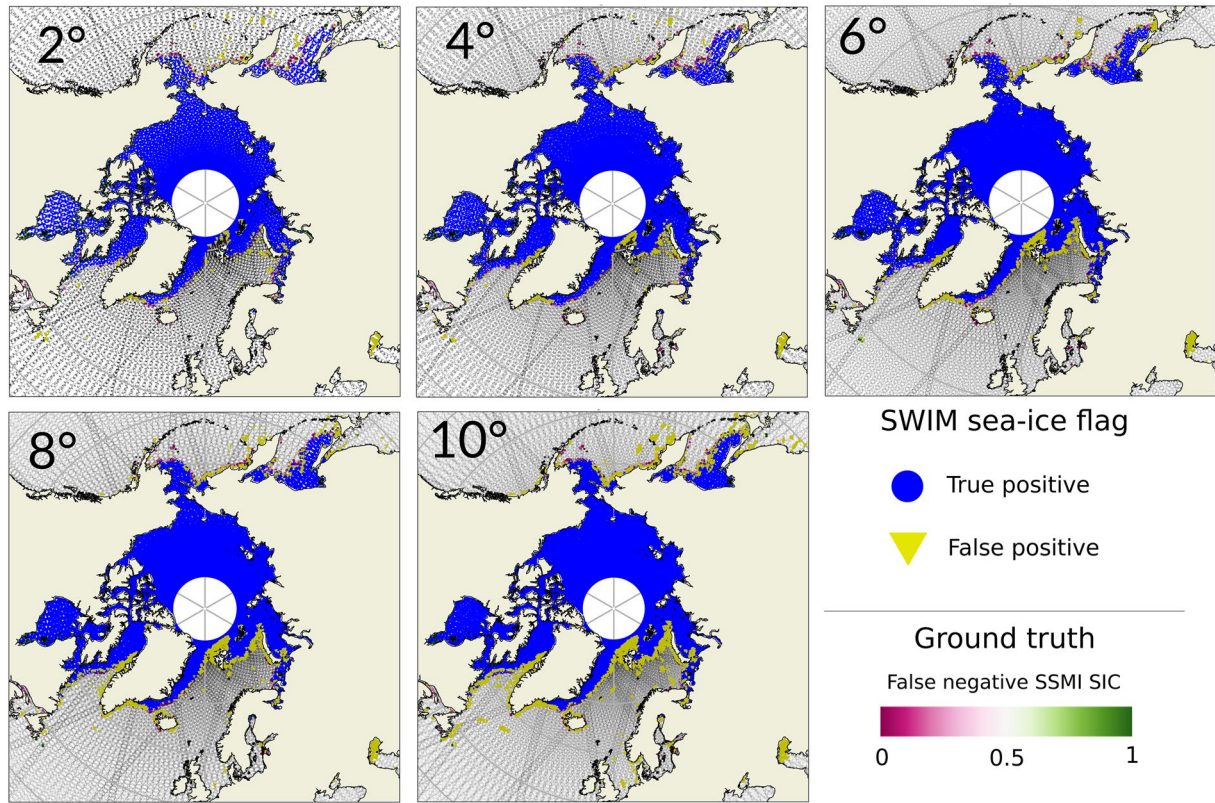 2°
4°
6°
8°
10°
SWIM sea-ice flag
True positive
False positive
Ground truth
False negative SSMI SIC
0
0.5
1